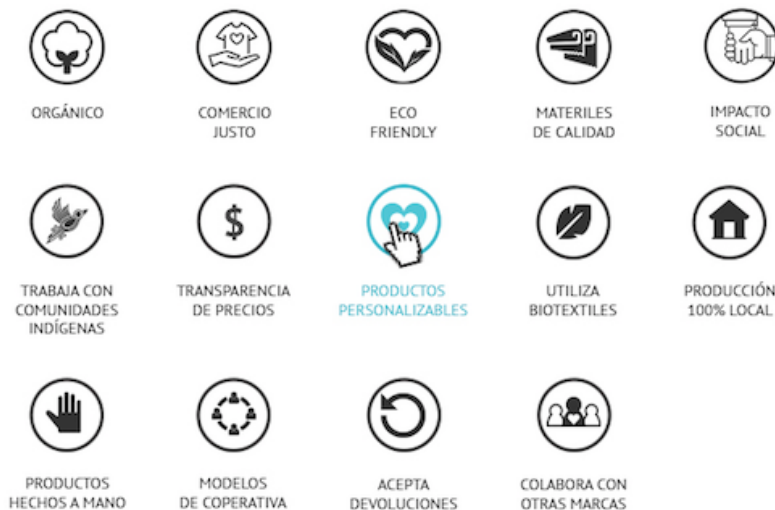 ORGÁNICO
COMERCIO
JUSTO
ECO
FRIENDLY
MATERILES
DE CALIDAD
IMPACTO
SOCIAL
TRABAJA CON
COMUNIDADES
INDÍGENAS
$
TRANSPARENCIA
DE PRECIOS
PRODUCTOS
PERSONALIZABLES
UTILIZA
BIOTEXTILES
PRODUCCIÓN
100% LOCAL
PRODUCTOS
HECHOS A MANO
MODELOS
DE COPERATIVA
ACEPTA
DEVOLUCIONES
COLABORA CON
OTRAS MARCAS